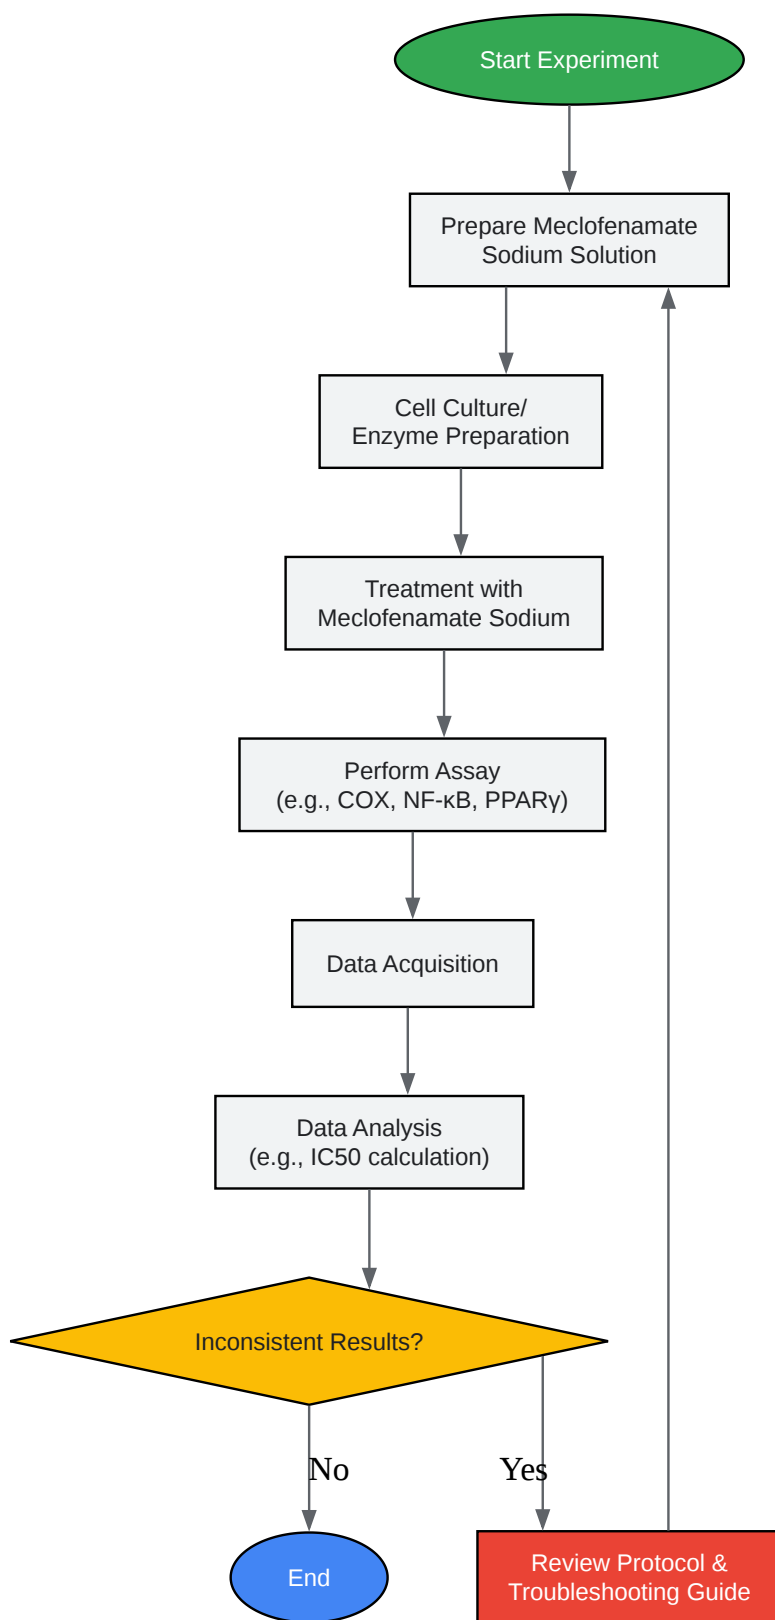 Start Experiment
Prepare Meclofenamate
Sodium Solution
Cell Culture/
Enzyme Preparation
Treatment with
Meclofenamate Sodium
Perform Assay
(e.g., COX, NF-κB, PPARγ)
Data Acquisition
Data Analysis
(e.g., IC50 calculation)
Inconsistent Results?
No
Yes
End
Review Protocol &
Troubleshooting Guide